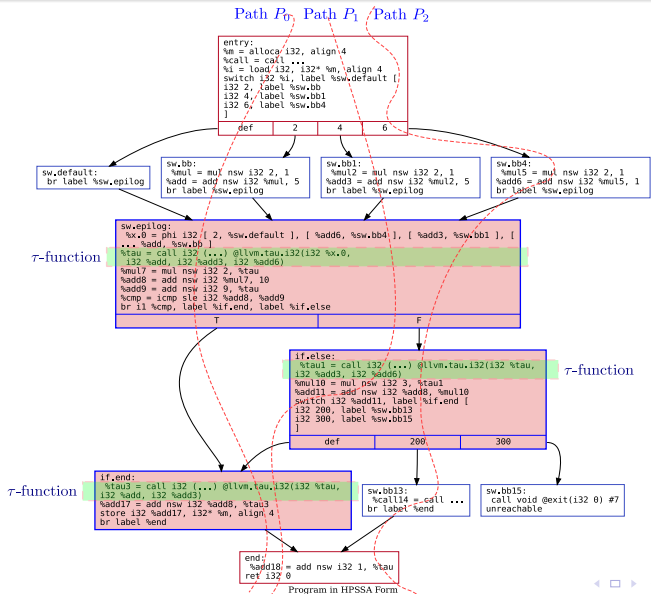 Path P0 Path P1 Path P2
entry:
%m = alloca i32, align 4
%call = call ...
%i = load i32, i32* %m, align 4
switch i32 %i, label %sw.default [
i32 2, label %sw.bb
i32 4, label %sw.bb1
i32 6, label %sw.bb4
]
def 2 4 6
sw.default:
br label %sw.epilog
sw.bb:
%mul = mul nsw i32 2, 1
%add = add nsw i32 %mul, 5
br label %sw.epilog
sw.bb1:
%mul2 = mul nsw i32 2, 1
%add3 = add nsw i32 %mul2, 5
br label %sw.epilog
sw.bb4:
%mul5 = mul nsw i32 2, 1
%add6 = add nsw i32 %mul5, 1
br label %sw.epilog
sw.epilog:
%x.0 = phi i32 [ 2, %sw.default ], [ %add6, %sw.bb4 ], [ %add3, %sw.bb1 ], [
... %add, %sw.bb ]
τ-function
%tau = call i32 (...) @llvm.tau.i32(i32 %x.0,
i32 %add, i32 %add3, i32 %add6)
%mul7 = mul nsw i32 2, %tau
%add8 = add nsw i32 %mul7, 10
%add9 = add nsw i32 9, %tau
%cmp = icmp sle i32 %add8, %add9
br i1 %cmp, label %if.end, label %if.else
T F
if.else:
%tau1 = call i32 (...) @llvm.tau.i32(i32 %tau,
i32 %add3, i32 %add6)
τ-function
%mul10 = mul nsw i32 3, %tau1
%add11 = add nsw i32 %add8, %mul10
switch i32 %add11, label %if.end [
i32 200, label %sw.bb13
i32 300, label %sw.bb15
]
def 200 300
if.end:
τ-function
%tau3 = call i32 (...) @llvm.tau.i32(i32 %tau,
i32 %add, i32 %add3)
%add17 = add nsw i32 %add8, %tau3
store i32 %add17, i32* %m, align 4
br label %end
sw.bb13:
%call14 = call ...
br label %end
sw.bb15:
call void @exit(i32 0) #7
unreachable
end:
%add18 = add nsw i32 1, %tau
ret i32 0
Program in HPSSA Form